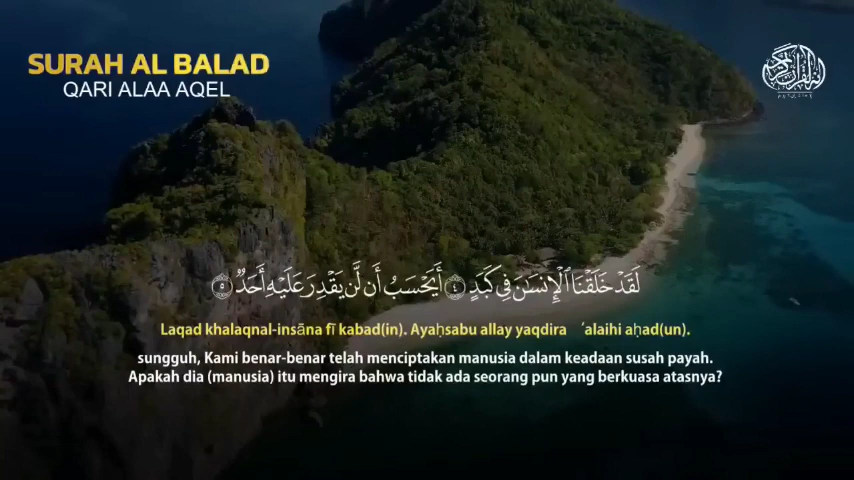 SURAH AL BALAD
QARI ALAA AQEL
لَقَدْ خَلَقْنَا ٱلْإِنسَـٰنَ فِى كَبَدٍ ۝٤ أَيَحْسَبُ أَن لَّن يَقْدِرَ عَلَيْهِ أَحَدٌ ۝٥
Laqad khalaqnal-insāna fī kabad(in). Ayaḥsabu allay yaqdira ‘alaihi aḥad(un).
sungguh, Kami benar-benar telah menciptakan manusia dalam keadaan susah payah.
Apakah dia (manusia) itu mengira bahwa tidak ada seorang pun yang berkuasa atasnya?